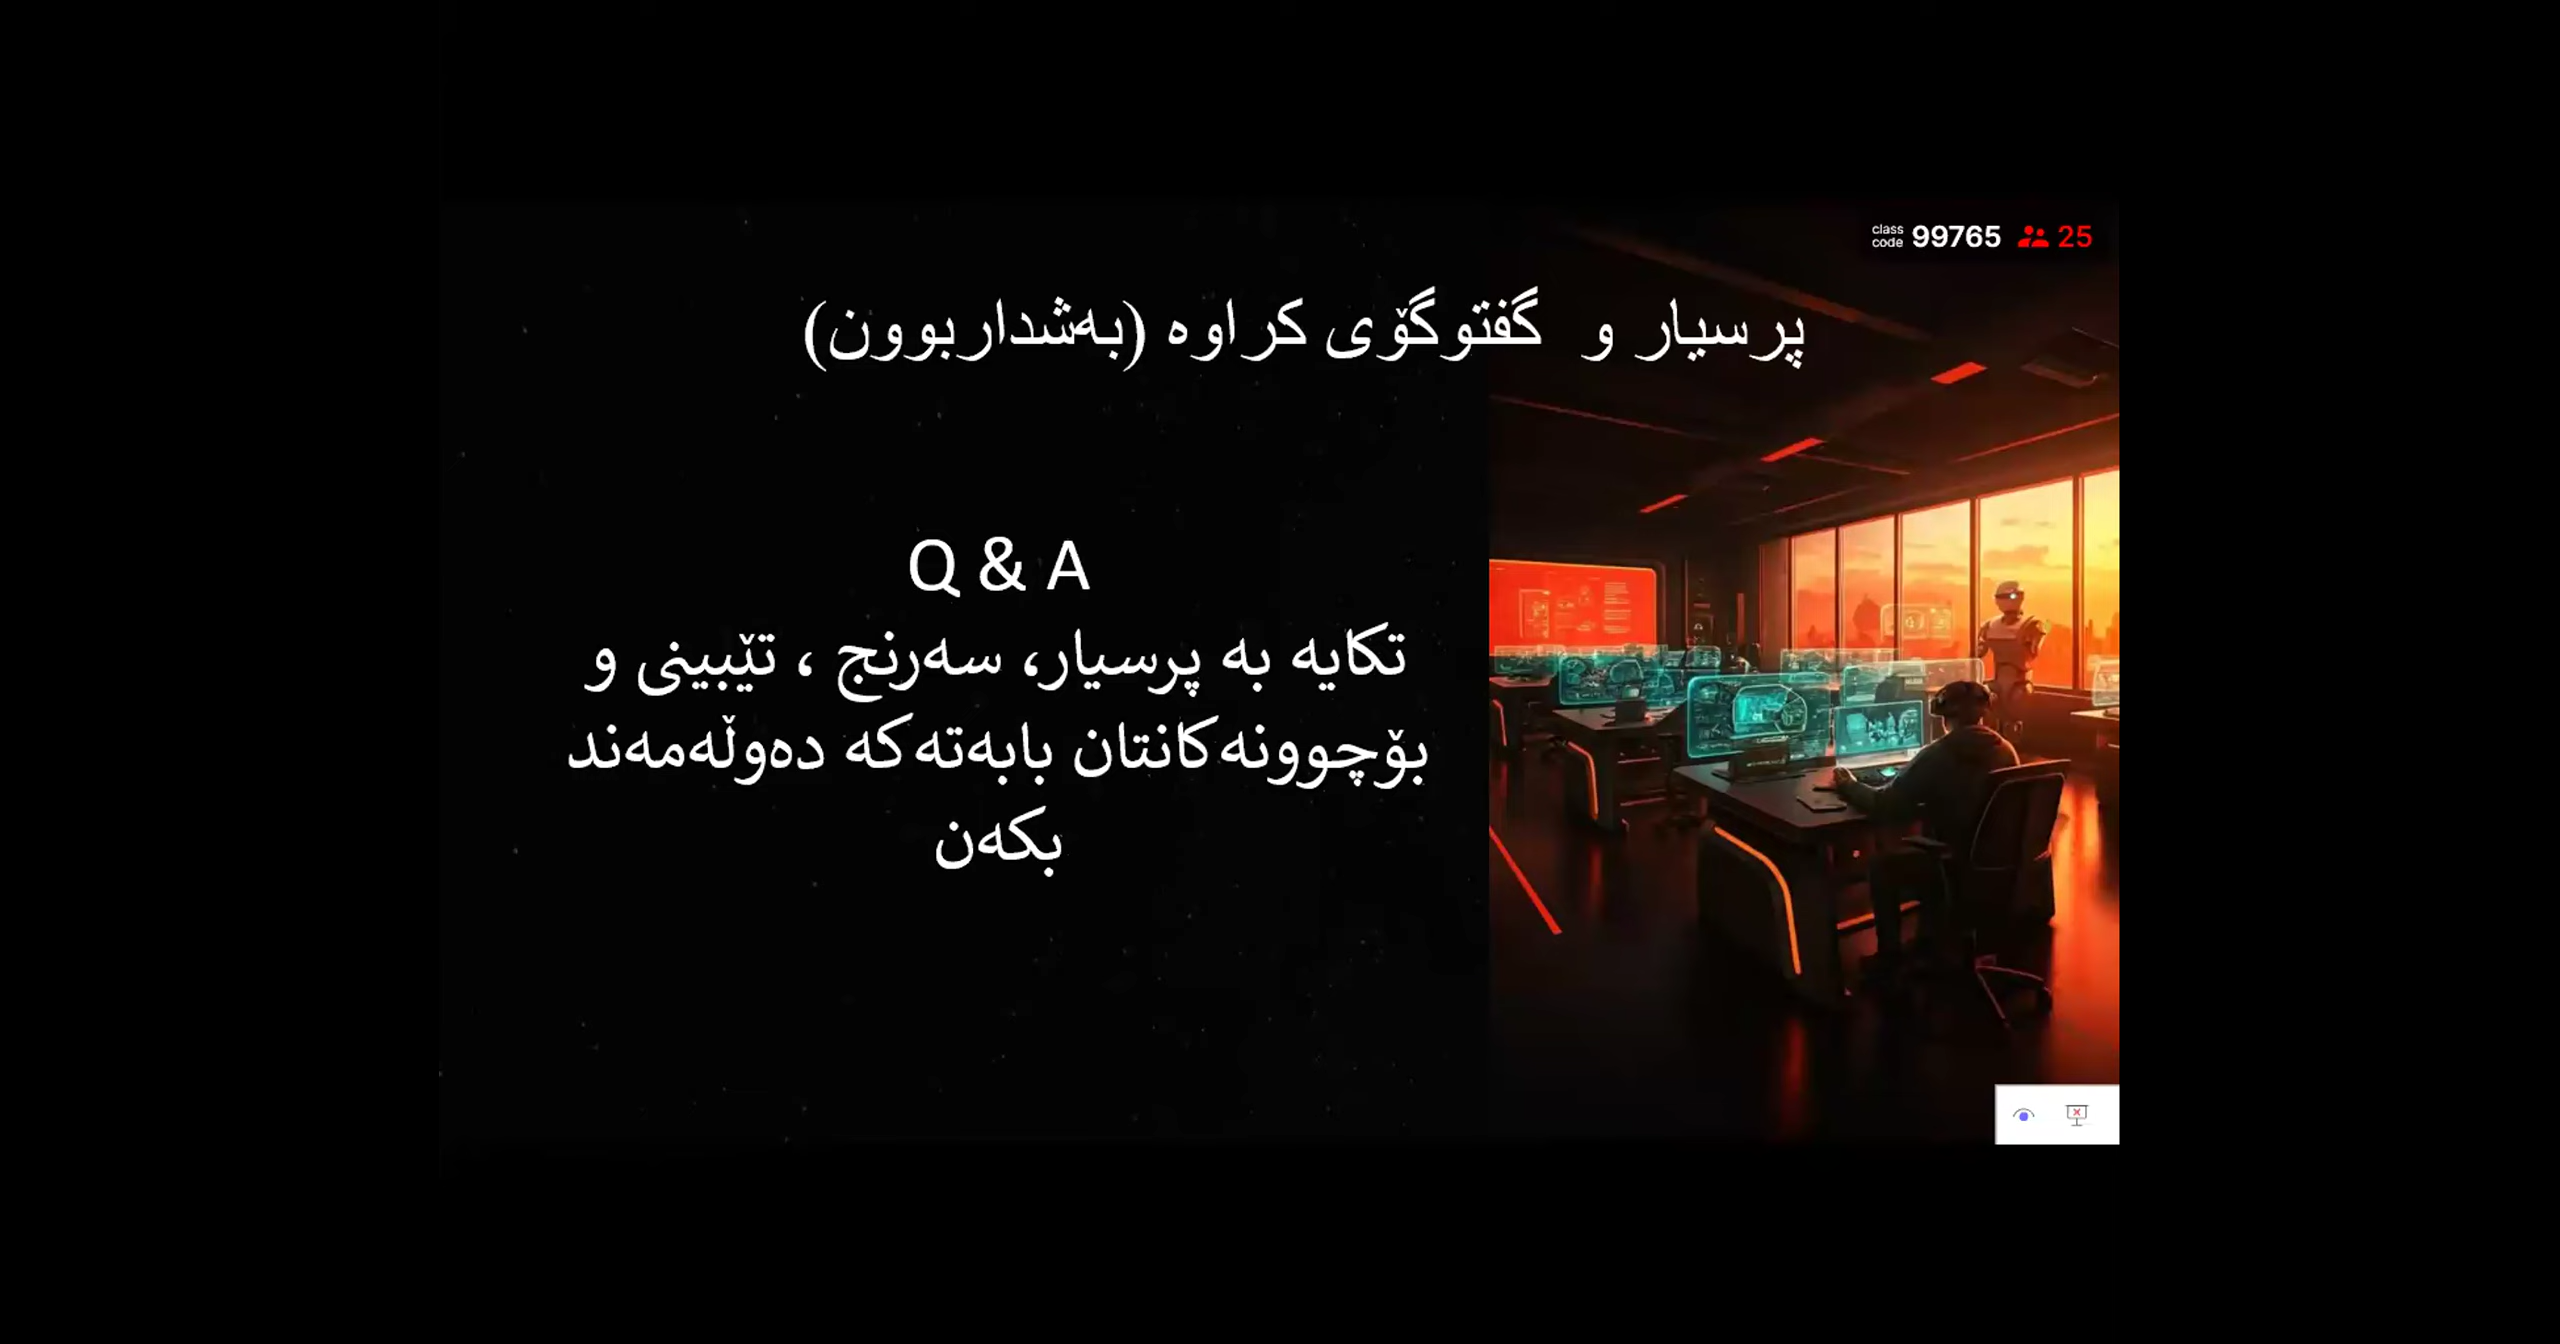 class code 99765 25
پرسیار و گفتوگۆی کراوە (بەشداربوون)
Q & A
تکایە بە پرسیار، سەرنج ، تێبینی و
بۆچوونەکانتان بابەتەکە دەوڵەمەند
بکەن